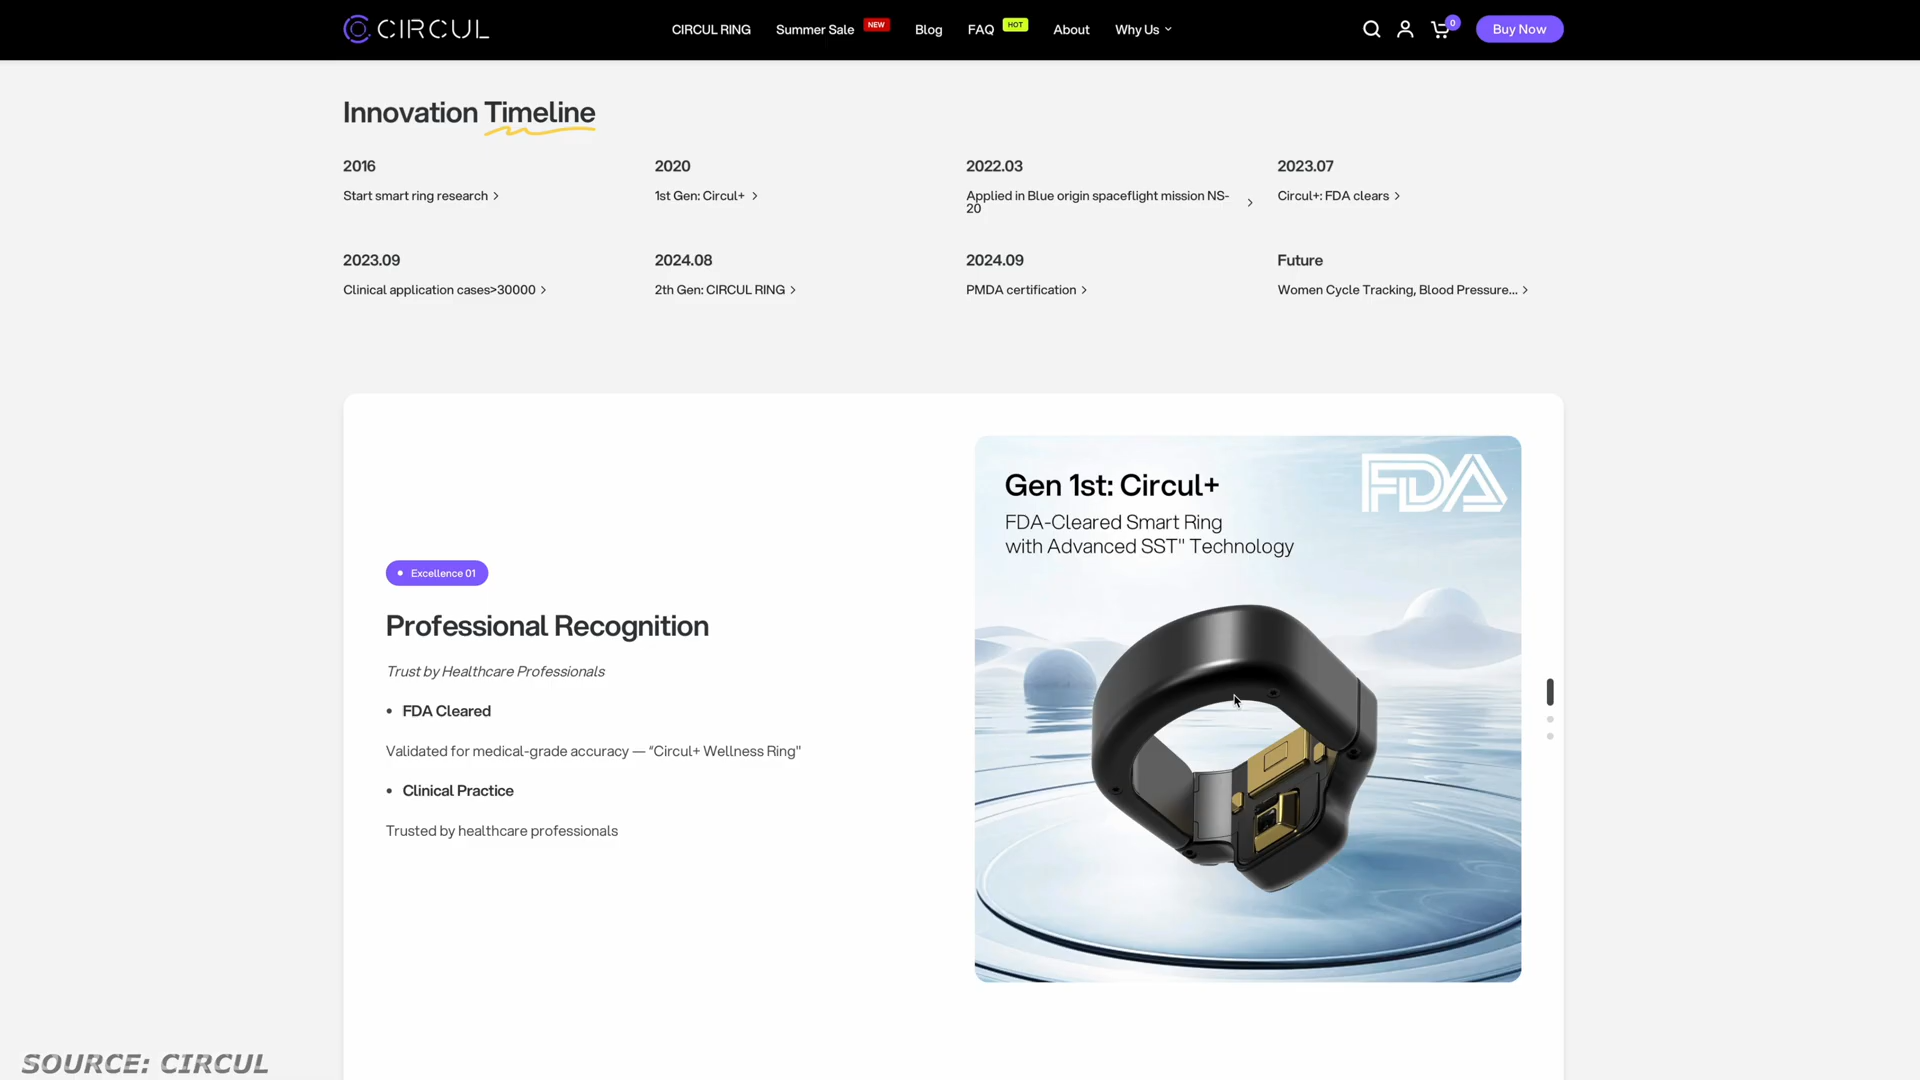 CIRCUL
CIRCUL RING
Summer Sale
NEW
Blog
FAQ
HOT
About
Why Us
0
Buy Now
Innovation Timeline
2016
Start smart ring research
2020
1st Gen: Circul+
2022.03
Applied in Blue origin spaceflight mission NS-
20
2023.07
Circul+: FDA clears
2023.09
Clinical application cases>30000
2024.08
2th Gen: CIRCUL RING
2024.09
PMDA certification
Future
Women Cycle Tracking, Blood Pressure...
Excellence 01
Professional Recognition
Trust by Healthcare Professionals
• FDA Cleared
Validated for medical-grade accuracy — “Circul+ Wellness Ring"
• Clinical Practice
Trusted by healthcare professionals
Gen 1st: Circul+
FDA
FDA-Cleared Smart Ring
with Advanced SST" Technology
SOURCE: CIRCUL